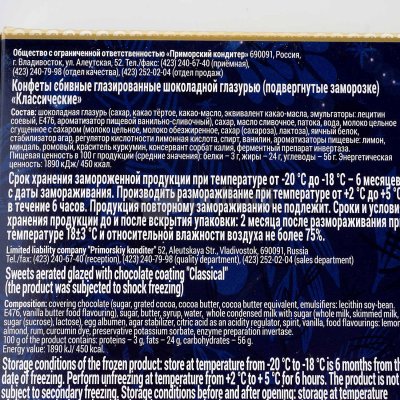 Общество с ограниченной ответственностью «Приморский кондитер» 690091, Россия,
г. Владивосток, ул. Алеутская, 52. Тел./факс: (423) 240-67-40 (приёмная),
(423) 240-79-98 (отдел качества), (423) 252-02-04 (отдел продаж)
Конфеты сбивные глазированные шоколадной глазурью (подвергнутые заморозке)
«Классические»
Состав: шоколадная глазурь (сахар, какао тёртое, какао-масло, эквивалент какао-масла, эмульгаторы: лецитин
соевый, Е476, ароматизатор пищевой ванильно-сливочный), сахар, масло сливочное, патока, вода, молоко цельное
сгущенное с сахаром (молоко цельное, молоко обезжиренное, сахар (сахароза), лактоза), яичный белок,
стабилизатор агар), регулятор кислотности лимонная кислота, спирт, ванилин, ароматизаторы пищевые: лимон,
миндаль, ромовый, краситель куркумин, консервант сорбат калия, ферментный препарат инвертаза.
Пищевая ценность в 100 г продукта (средние значения): белки – 3 г, жиры – 24 г, углеводы – 56 г. Энергетическая
ценность: 1890 кДж/ 450 ккал.
Срок хранения замороженной продукции при температуре от -20 °С до -18 °С – 6 месяцев
с даты замораживания. Производить размораживание при температуре от +2 °С до +5 °С
в течение 6 часов. Продукция повторному замораживанию не подлежит. Сроки и условия
хранения продукции до и после вскрытия упаковки: 2 месяца после размораживания при
температуре 18±3 °С и относительной влажности воздуха не более 75%.
Limited liability company "Primorskiy konditer" 52, Aleutskaya Str., Vladivostok, 690091, Russia
Tel./fax: (423) 240-67-40 (reception), (423) 240-79-98 (quality department), (423) 252-02-04 (sales department)
Sweets aerated glazed with chocolate coating "Classical"
(the product was subjected to shock freezing)
Composition: covering chocolate (sugar, grated cocoa, cocoa butter, cocoa butter equivalent, emulsifiers: lecithin soy-bean,
E476, vanilla butter food flavouring), sugar, butter, syrup, water, whole condensed milk with sugar (whole milk, skimmed milk,
sugar (sucrose), lactose), egg albumen, agar stabilizer, citric acid as an acidity regulator, spirit, vanilla, food flavourings: lemon,
almond, rum, curcumin dye, preservative potassium sorbate, enzyme preparation invertase.
100 g of the product contains: proteins – 3 g, fats – 24 g, carbohydrates – 56 g.
Energy value: 1890 kJ/ 450 kcal.
Storage conditions of the frozen product: store at temperature from -20 °C to -18 °C is 6 months from the
date of freezing. Perform unfreezing at temperature from +2 °C to + 5 °C for 6 hours. The product is not
subject to secondary freezing. Storage conditions before and after opening: storage at temperature